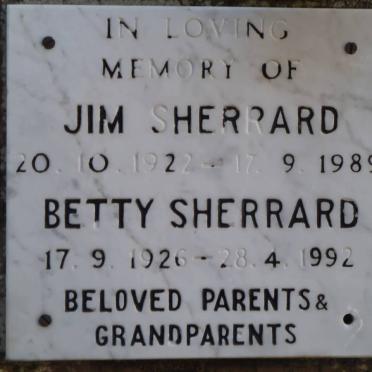 IN LOVING
MEMORY OF
JIM SHERRARD
20. 10. 1922 - 17. 9. 1989
BETTY SHERRARD
17. 9. 1926 - 28. 4. 1992
BELOVED PARENTS &
GRANDPARENTS